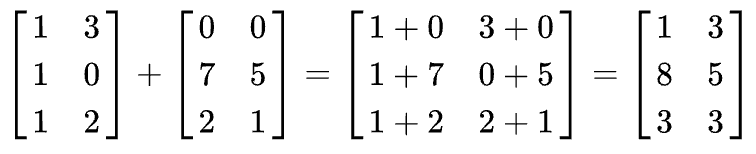 [1 3] + [0 0] = [1 + 0 3 + 0] = [1 3]
[1 0] [7 5] [1 + 7 0 + 5] [8 5]
[1 2] [2 1] [1 + 2 2 + 1] [3 3]